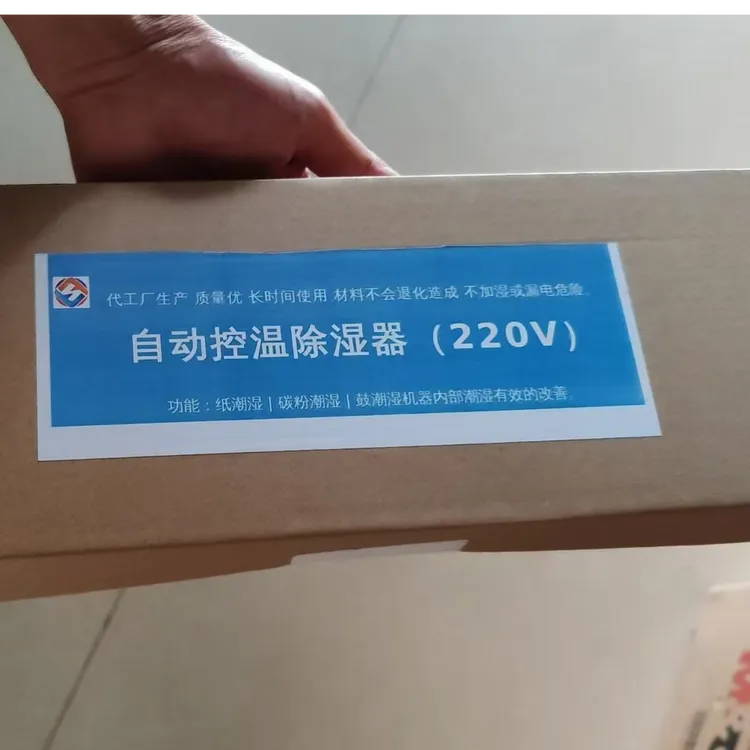 代工厂生产 质量优 长时间使用 材料不会退化造成 不加湿或漏电危险。
自动控温除湿器（220V）
功能：纸潮湿 | 碳粉潮湿 | 鼓潮湿机器内部潮湿有效的改善。